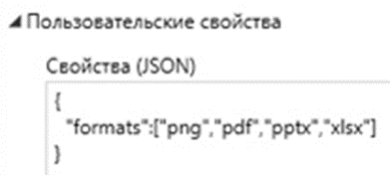 Пользовательские свойства
Свойства (JSON)
{
"formats":["png","pdf","pptx","xlsx"]
}